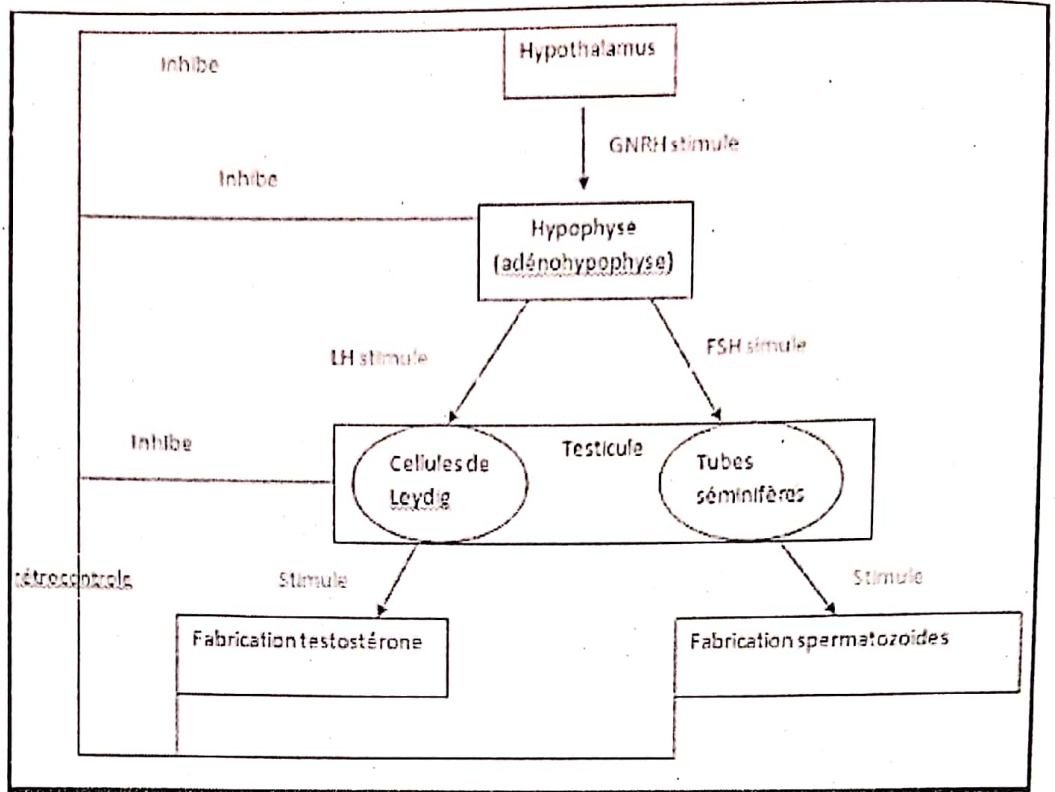 Hypothalamus
Inhibe
GNRH stimule
Inhibe
Hypophyse
(adénohypophyse)
LH stimule
FSH simule
Inhibe
Testicule
Cellules de
Leydig
Tubes
séminifères
rétrocontrole
Stimule
Stimule
Fabrication testostérone
Fabrication spermatozoides